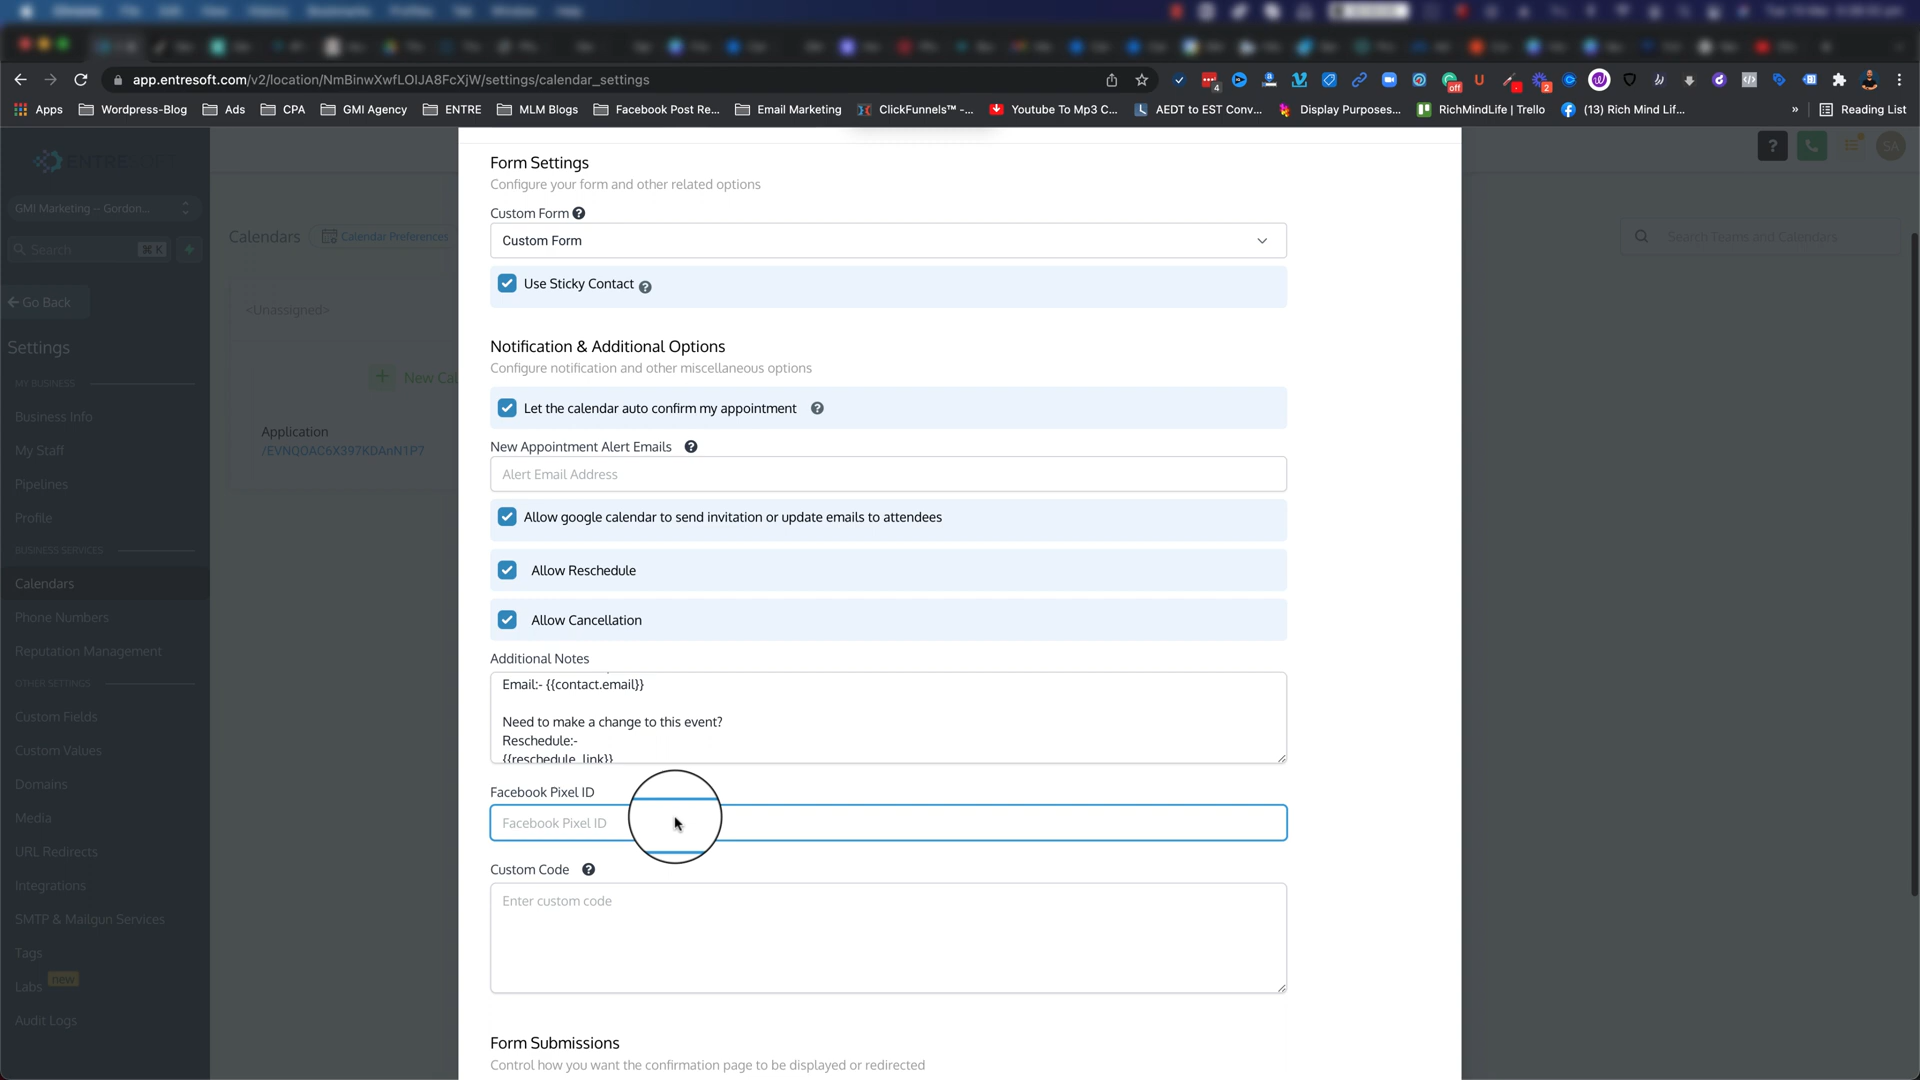 app.entresoft.com/v2/location/NmBinwXwfLOIJA8FcXjW/settings/calendar_settings
4
off
2
Apps
Wordpress-Blog
Ads
CPA
GMI Agency
ENTRE
MLM Blogs
Facebook Post Re...
Email Marketing
ClickFunnels™ -...
Youtube To Mp3 C...
AEDT to EST Conv...
Display Purposes...
RichMindLife | Trello
(13) Rich Mind Lif...
»
Reading List
ENTRESOFT
GMI Marketing -- Gordon...
Search
⌘ K
Go Back
Settings
MY BUSINESS
Business Info
My Staff
Pipelines
Profile
BUSINESS SERVICES
Calendars
Phone Numbers
Reputation Management
OTHER SETTINGS
Custom Fields
Custom Values
Domains
Media
URL Redirects
Integrations
SMTP & Mailgun Services
Tags
Labs new
Audit Logs
Calendars
Calendar Preferences
<Unassigned>
+ New Cal
Application
/EVNQOAC6X397KDAnN1P7
Form Settings
Configure your form and other related options
Custom Form ?
Custom Form
Use Sticky Contact ?
Notification & Additional Options
Configure notification and other miscellaneous options
Let the calendar auto confirm my appointment ?
New Appointment Alert Emails ?
Alert Email Address
Allow google calendar to send invitation or update emails to attendees
Allow Reschedule
Allow Cancellation
Additional Notes
Email:- {{contact.email}}
Need to make a change to this event?
Reschedule:-
{{reschedule_link}}
Facebook Pixel ID
Facebook Pixel ID
Custom Code ?
Enter custom code
Form Submissions
Control how you want the confirmation page to be displayed or redirected
?
SA
Search Teams and Calendars